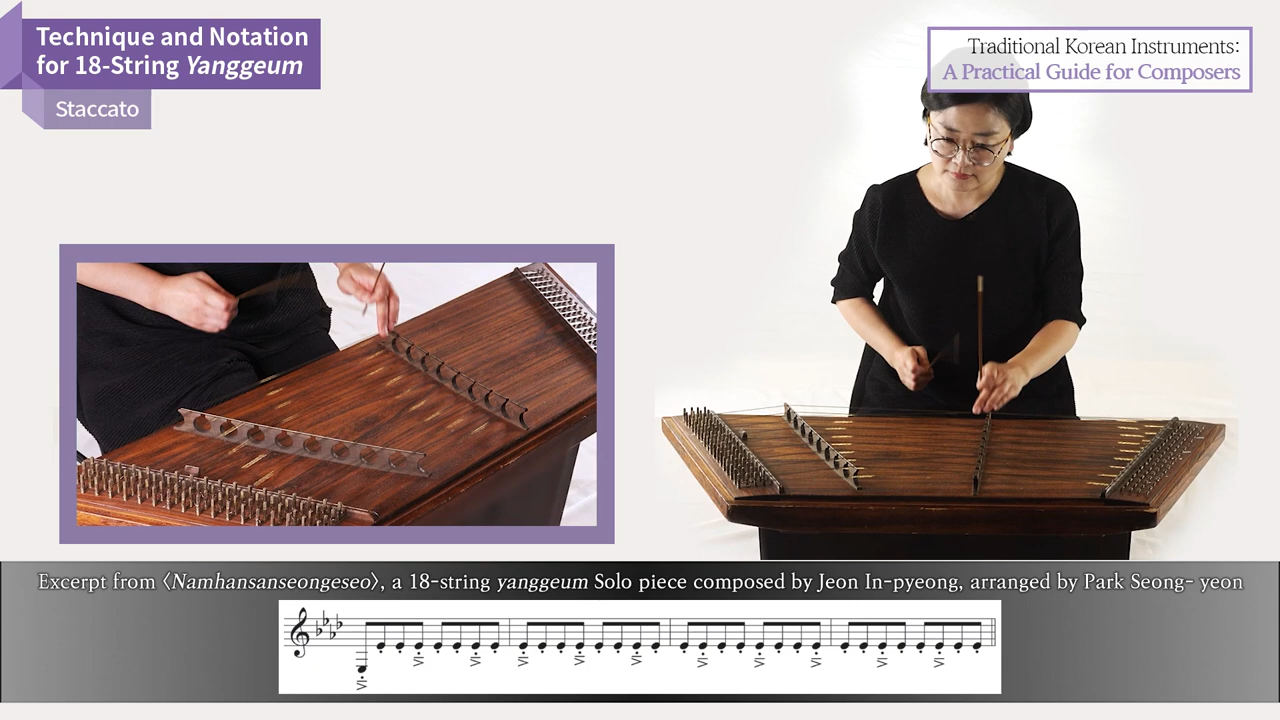 Technique and Notation
for 18-String Yanggeum
Staccato
Traditional Korean Instruments:
A Practical Guide for Composers
Excerpt from 〈Namhansanseongeseo〉, a 18-string yanggeum Solo piece composed by Jeon In-pyeong, arranged by Park Seong- yeon